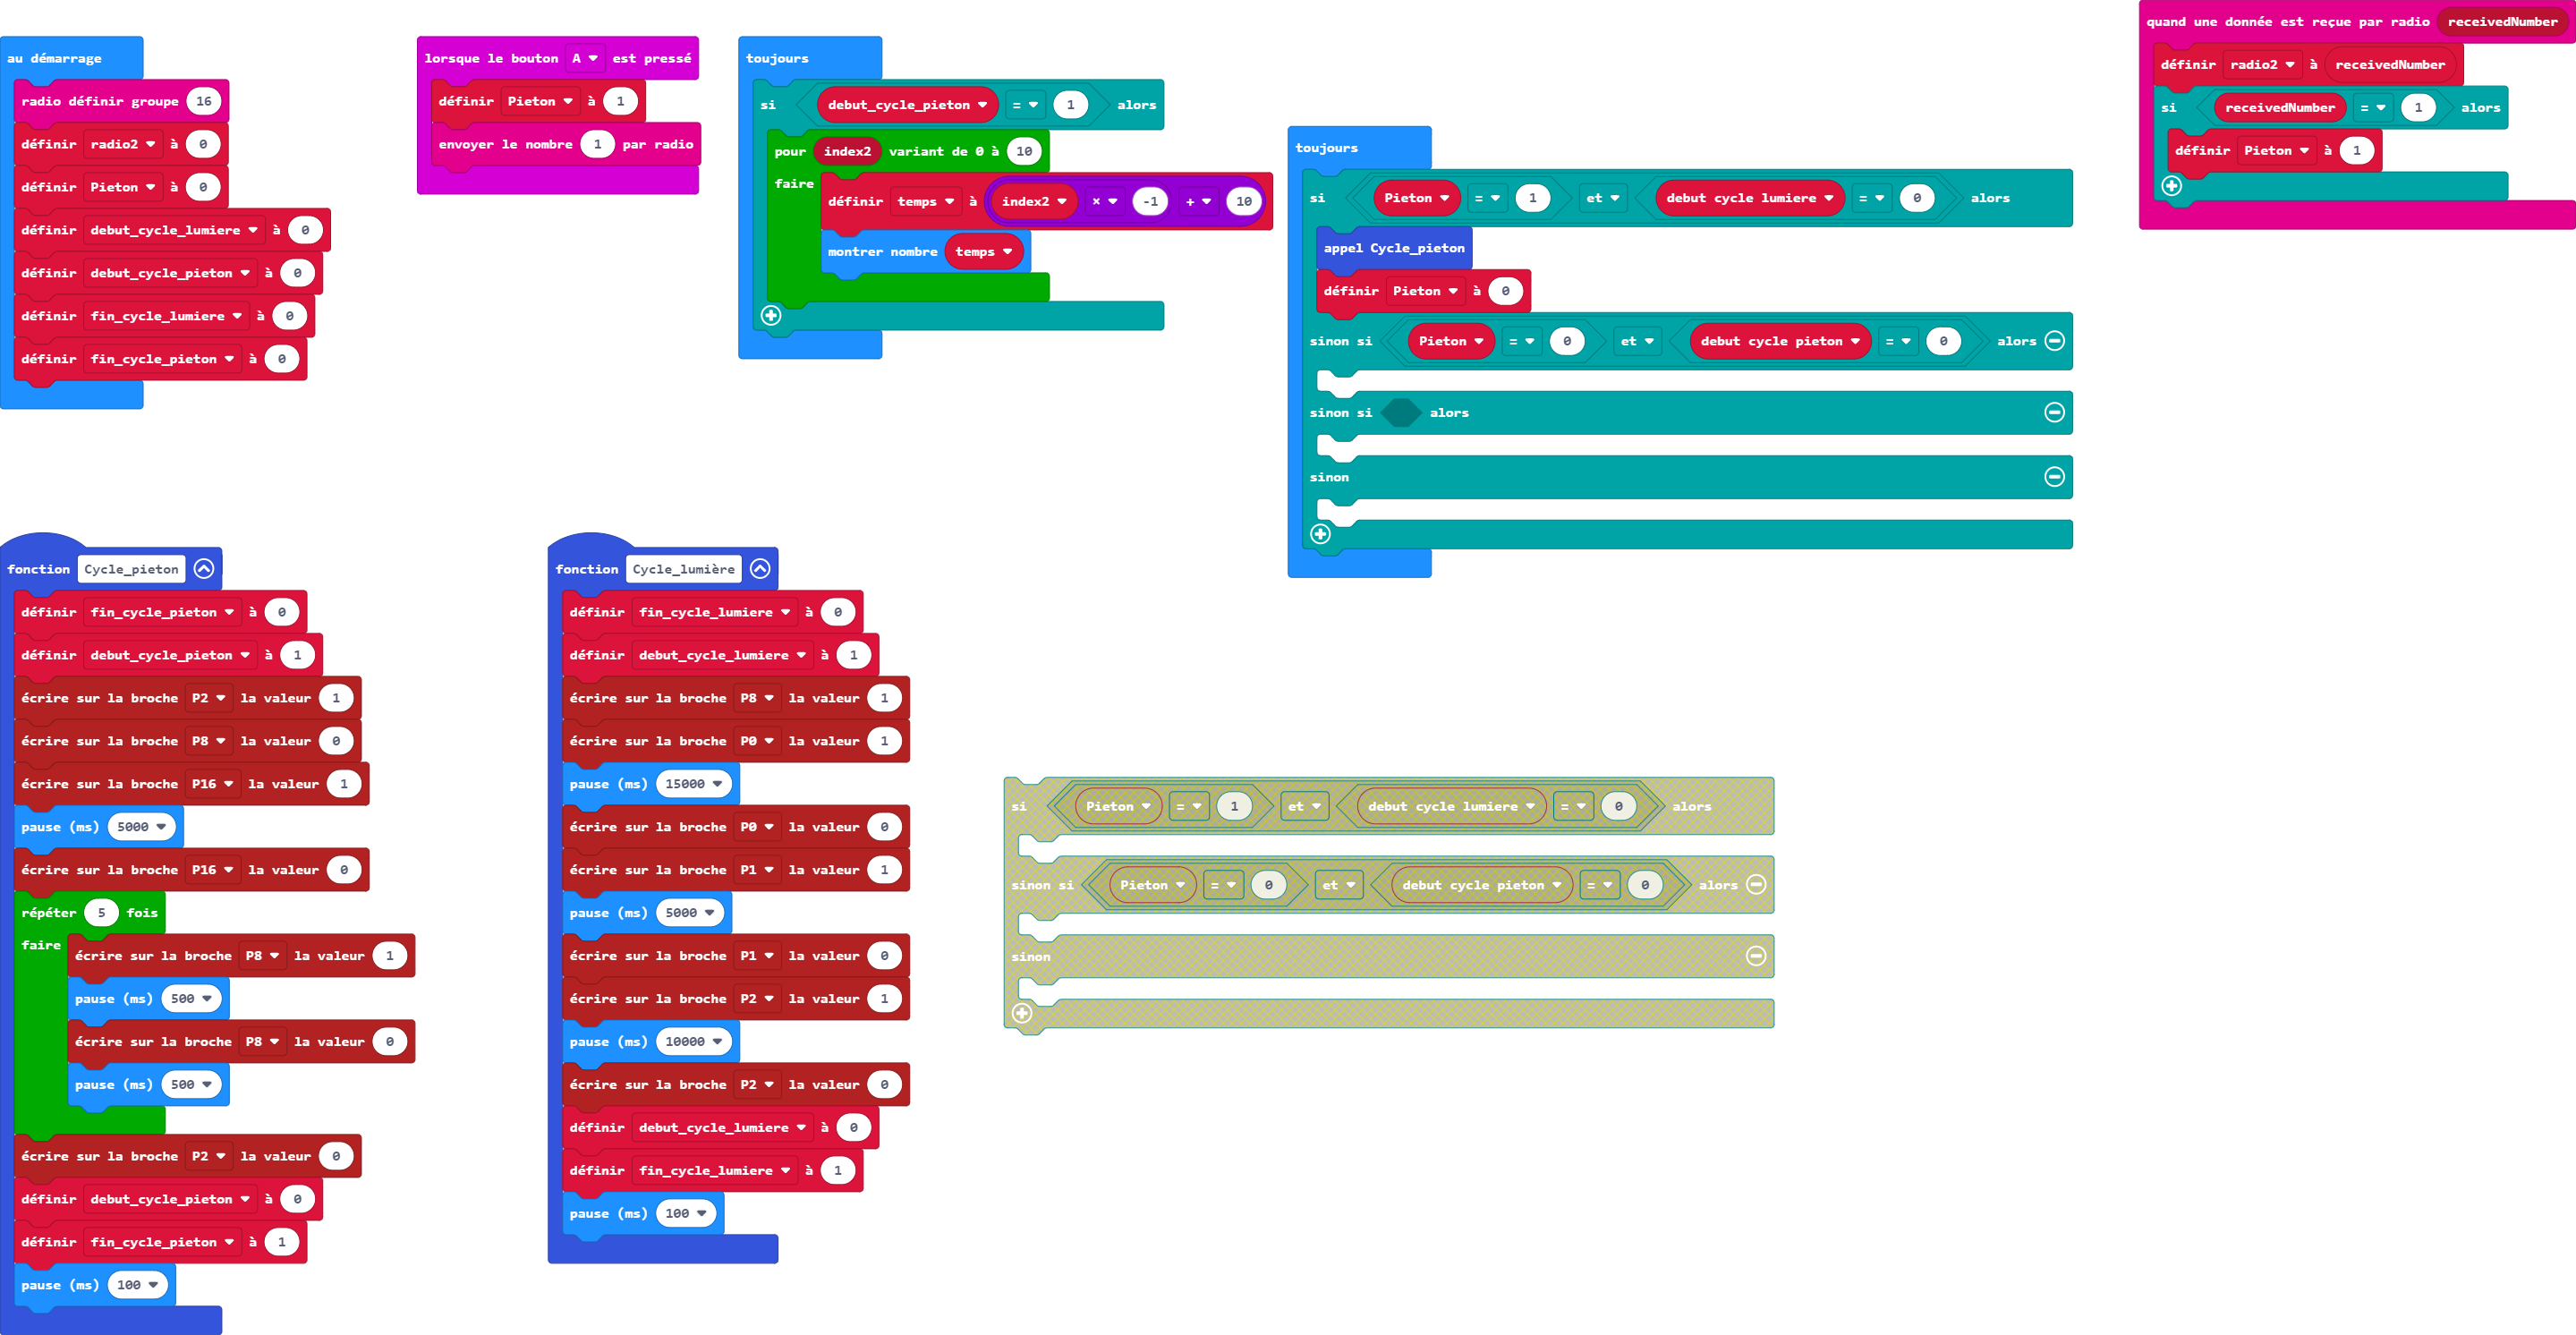 au démarrage
radio définir groupe 16
définir radio2 à 0
définir Pieton à 0
définir debut_cycle_lumiere à 0
définir debut_cycle_pieton à 0
définir fin_cycle_lumiere à 0
définir fin_cycle_pieton à 0
lorsque le bouton A est pressé
définir Pieton à 1
envoyer le nombre 1 par radio
toujours
si debut_cycle_pieton = 1 alors
pour index2 variant de 0 à 10
faire définir temps à index2 × -1 + 10
montrer nombre temps
toujours
si Pieton = 1 et debut cycle lumiere = 0 alors
appel Cycle_pieton
définir Pieton à 0
sinon si Pieton = 0 et debut cycle pieton = 0 alors
sinon si alors
sinon
quand une donnée est reçue par radio receivedNumber
définir radio2 à receivedNumber
si receivedNumber = 1 alors
définir Pieton à 1
fonction Cycle_pieton
définir fin_cycle_pieton à 0
définir debut_cycle_pieton à 1
écrire sur la broche P2 la valeur 1
écrire sur la broche P8 la valeur 0
écrire sur la broche P16 la valeur 1
pause (ms) 5000
écrire sur la broche P16 la valeur 0
répéter 5 fois
faire écrire sur la broche P8 la valeur 1
pause (ms) 500
écrire sur la broche P8 la valeur 0
pause (ms) 500
écrire sur la broche P2 la valeur 0
définir debut_cycle_pieton à 0
définir fin_cycle_pieton à 1
pause (ms) 100
fonction Cycle_lumière
définir fin_cycle_lumiere à 0
définir debut_cycle_lumiere à 1
écrire sur la broche P8 la valeur 1
écrire sur la broche P0 la valeur 1
pause (ms) 15000
écrire sur la broche P0 la valeur 0
écrire sur la broche P1 la valeur 1
pause (ms) 5000
écrire sur la broche P1 la valeur 0
écrire sur la broche P2 la valeur 1
pause (ms) 10000
écrire sur la broche P2 la valeur 0
définir debut_cycle_lumiere à 0
définir fin_cycle_lumiere à 1
pause (ms) 100
si Pieton = 1 et debut cycle lumiere = 0 alors
sinon si Pieton = 0 et debut cycle pieton = 0 alors
sinon